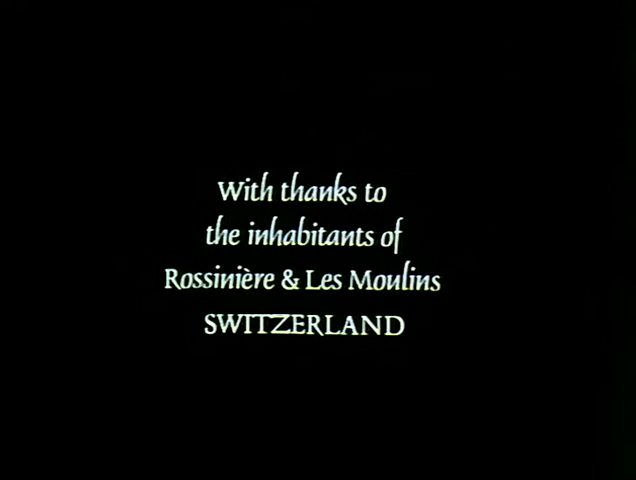 With thanks to
the inhabitants of
Rossinière & Les Moulins
SWITZERLAND